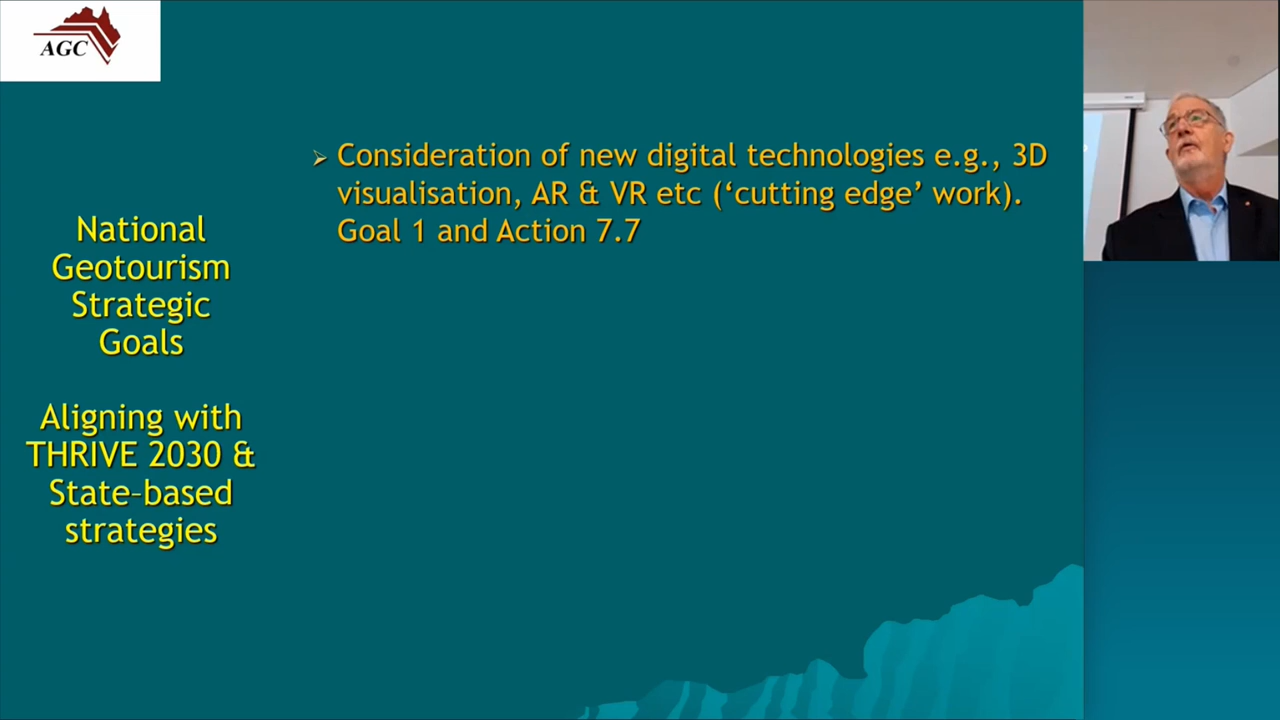 AGC
National
Geotourism
Strategic
Goals
Aligning with
THRIVE 2030 &
State-based
strategies
Consideration of new digital technologies e.g., 3D
visualisation, AR & VR etc (‘cutting edge’ work).
Goal 1 and Action 7.7